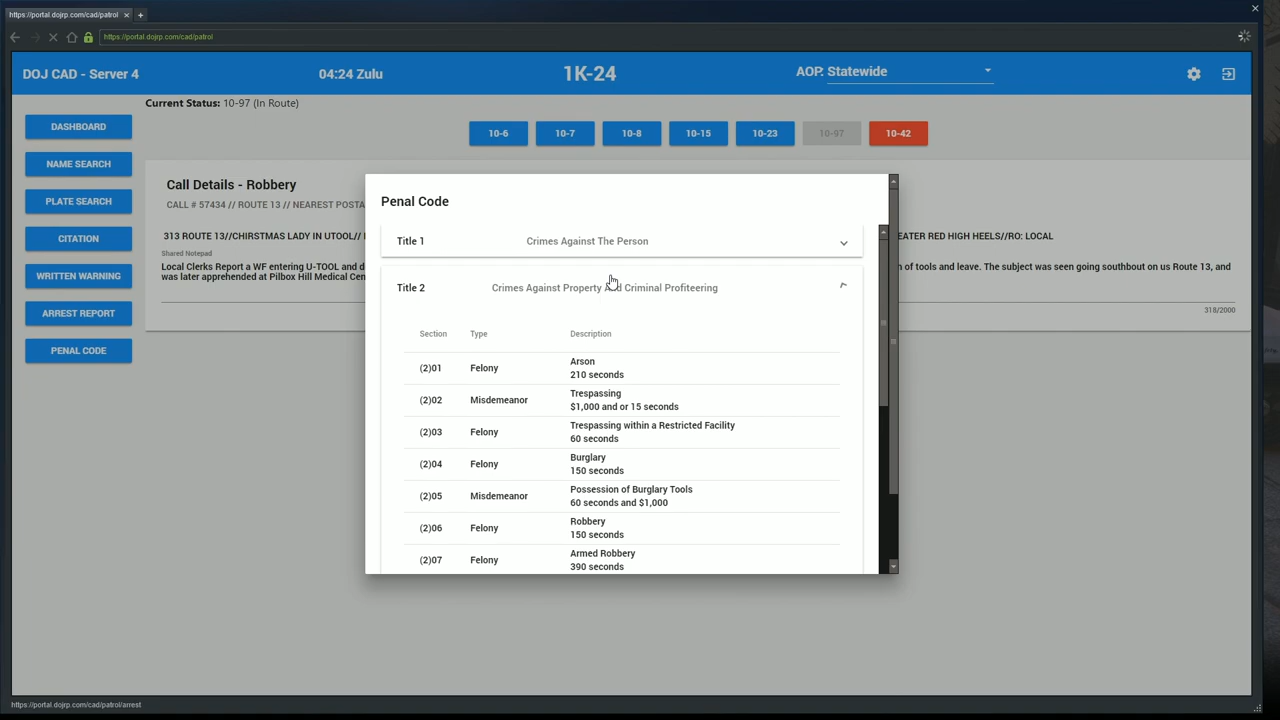 https://portal.dojrp.com/cad/patrol
https://portal.dojrp.com/cad/patrol
DOJ CAD - Server 4
04:24 Zulu
1K-24
AOP: Statewide
Current Status: 10-97 (In Route)
10-6
10-7
10-8
10-15
10-23
10-97
10-42
DASHBOARD
NAME SEARCH
PLATE SEARCH
CITATION
WRITTEN WARNING
ARREST REPORT
PENAL CODE
Call Details - Robbery
CALL # 57434 // ROUTE 13 // NEAREST POSTA
313 ROUTE 13//CHIRSTMAS LADY IN UTOOL//
EATER RED HIGH HEELS//RO: LOCAL
Shared Notepad
Local Clerks Report a WF entering U-TOOL and d
of tools and leave. The subject was seen going southbout on us Route 13, and
was later apprehended at Pilbox Hill Medical Cen
318/2000
Penal Code
Title 1 Crimes Against The Person
Title 2 Crimes Against Property And Criminal Profiteering
Section Type Description
(2)01 Felony Arson
210 seconds
(2)02 Misdemeanor Trespassing
$1,000 and or 15 seconds
(2)03 Felony Trespassing within a Restricted Facility
60 seconds
(2)04 Felony Burglary
150 seconds
(2)05 Misdemeanor Possession of Burglary Tools
60 seconds and $1,000
(2)06 Felony Robbery
150 seconds
(2)07 Felony Armed Robbery
390 seconds
https://portal.dojrp.com/cad/patrol/arrest